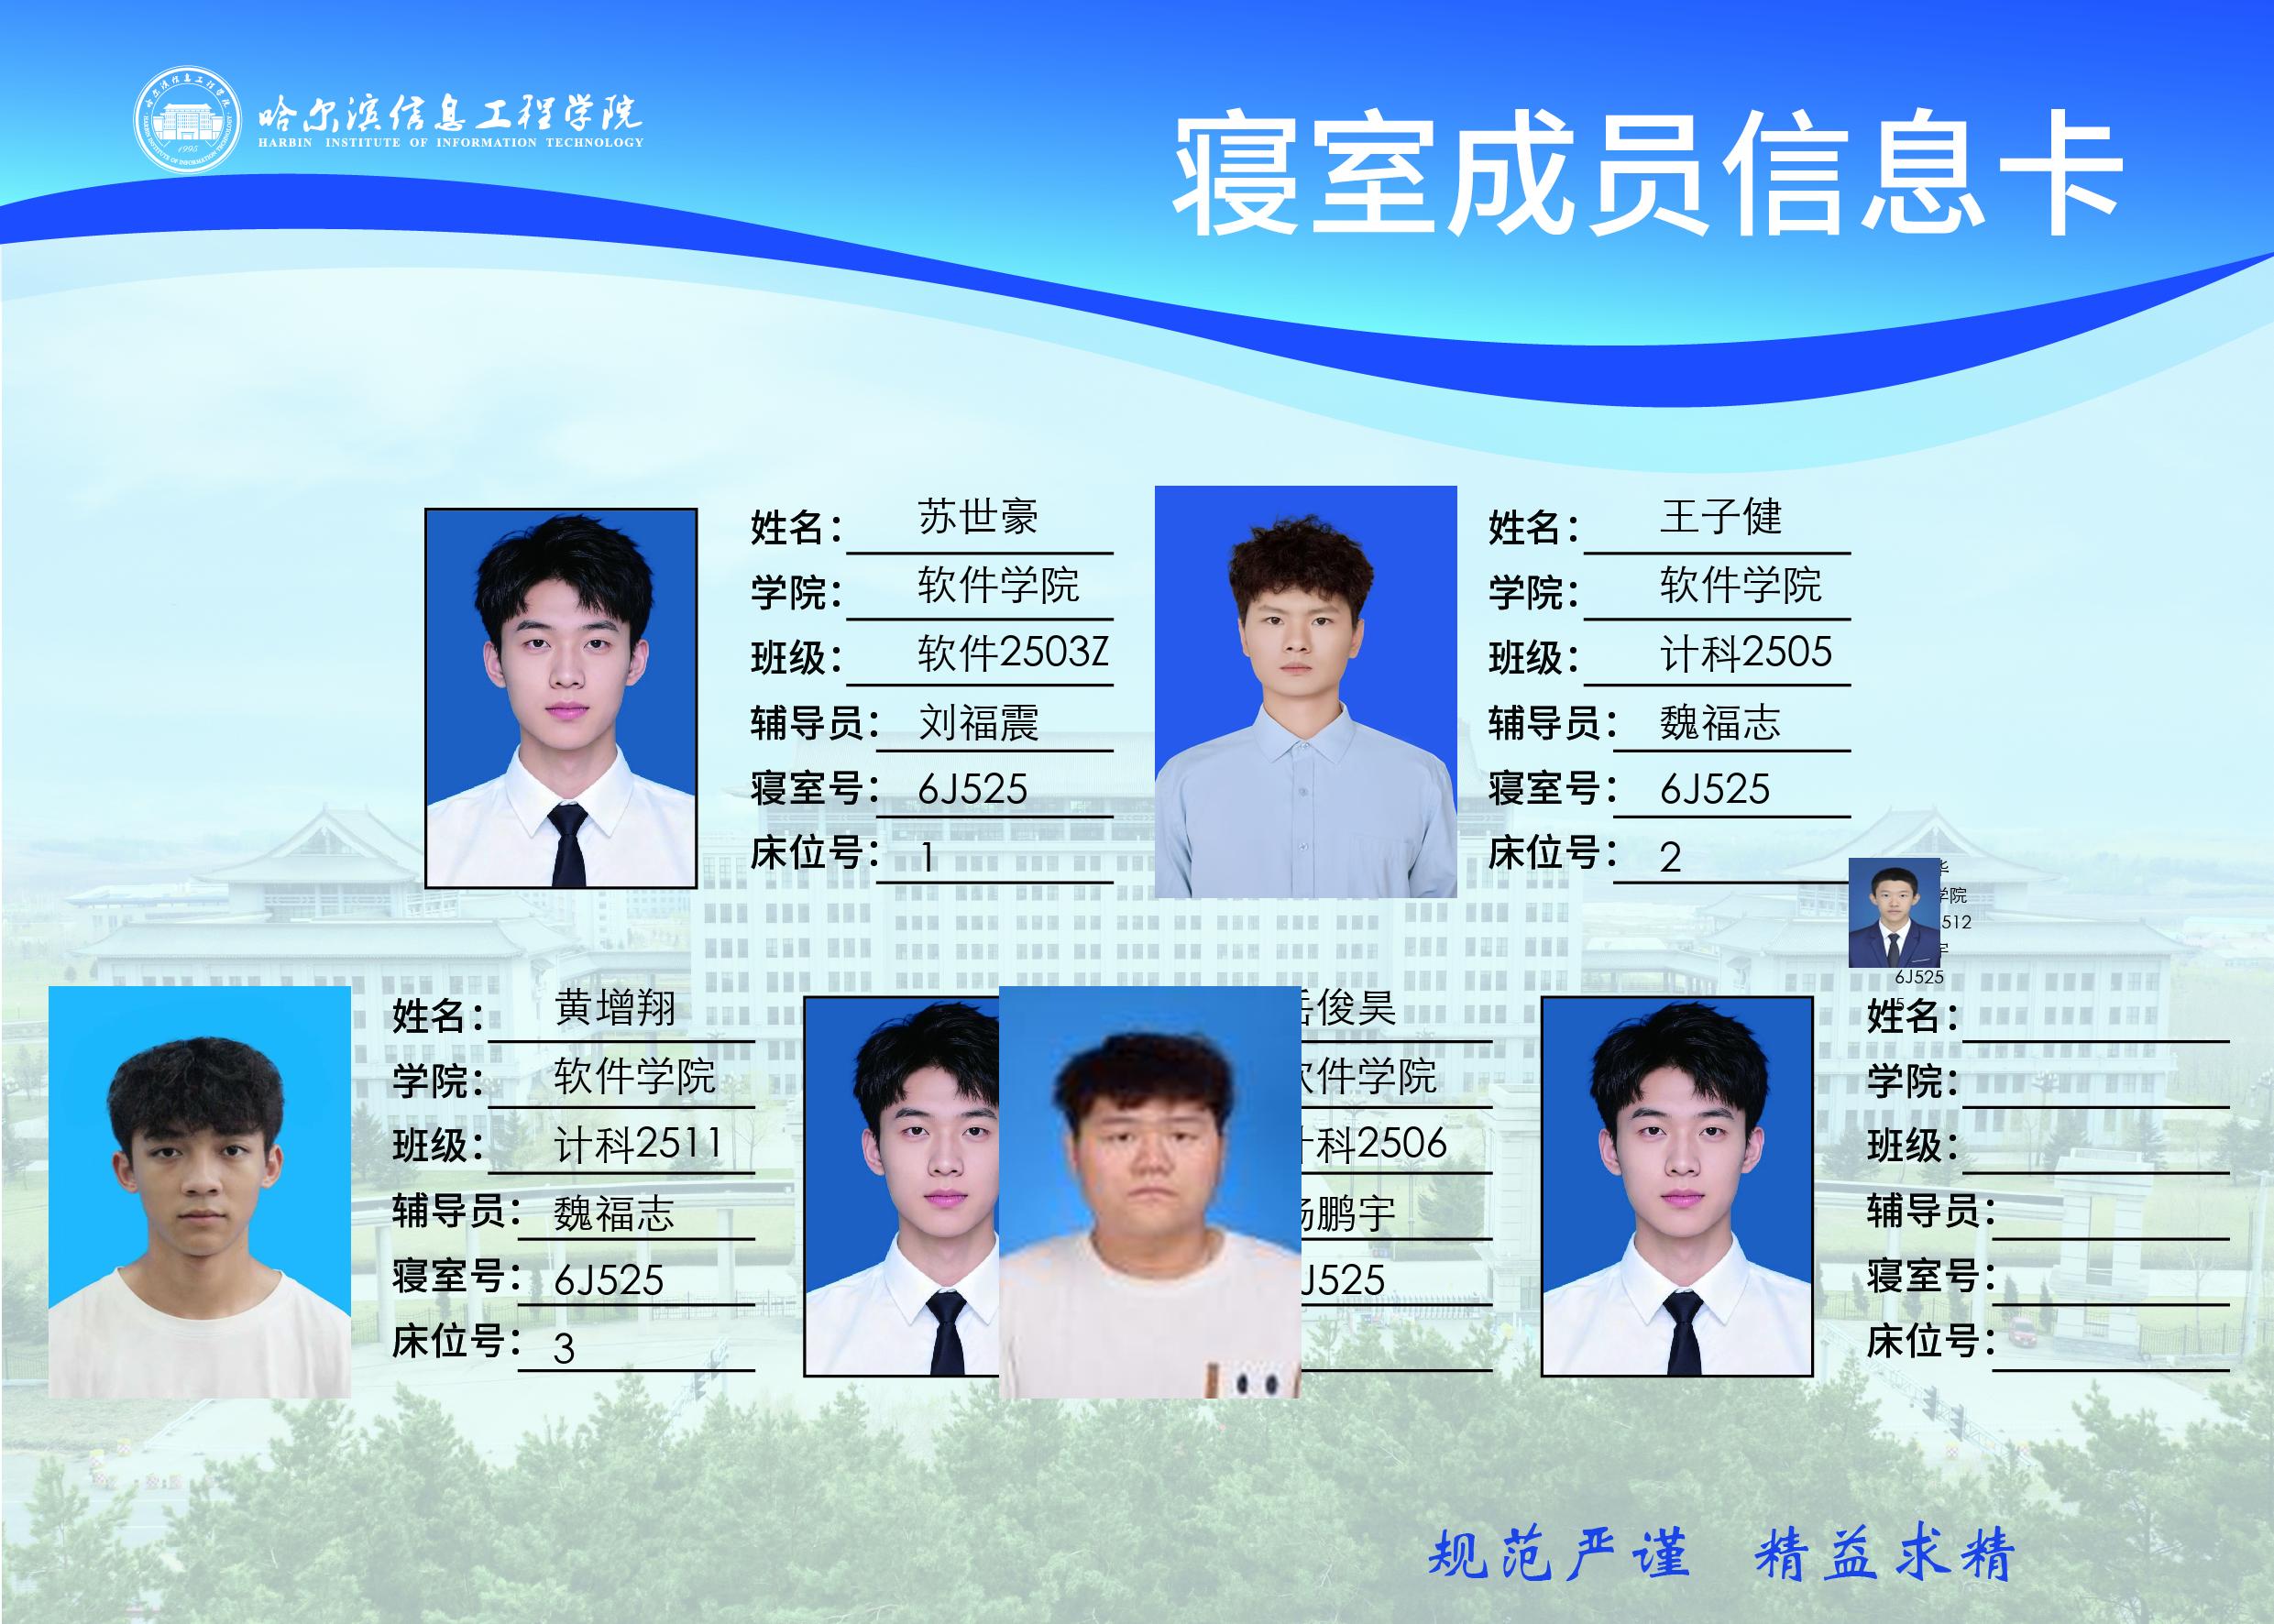 哈尔滨信息工程学院
HARBIN INSTITUTE OF INFORMATION TECHNOLOGY
1995
寝室成员信息卡
姓名： 苏世豪
学院： 软件学院
班级： 软件2503Z
辅导员： 刘福震
寝室号： 6J525
床位号： 1
姓名： 王子健
学院： 软件学院
班级： 计科2505
辅导员： 魏福志
寝室号： 6J525
床位号： 2
学院
512
6J525
5
姓名： 黄增翔
学院： 软件学院
班级： 计科2511
辅导员： 魏福志
寝室号： 6J525
床位号： 3
俊昊
件学院
科2506
鹏宇
J525
姓名：
学院：
班级：
辅导员：
寝室号：
床位号：
规范严谨 精益求精